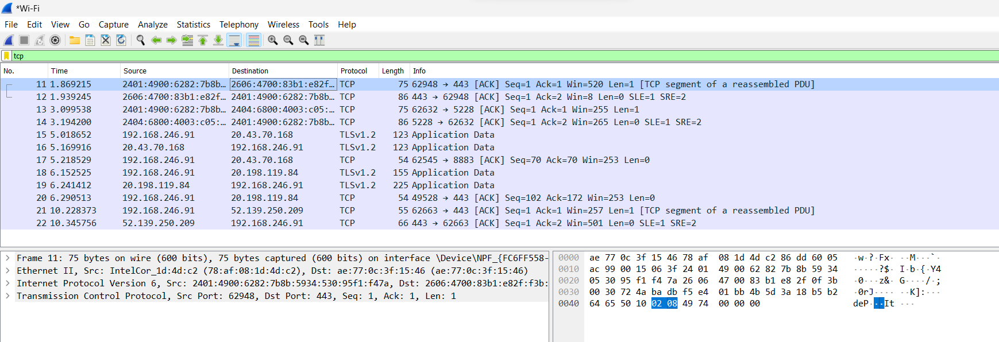 *Wi-Fi
File Edit View Go Capture Analyze Statistics Telephony Wireless Tools Help
tcp
No. Time Source Destination Protocol Length Info
11 1.869215 2401:4900:6282:7b8b… 2606:4700:83b1:e82f… TCP 75 62948 → 443 [ACK] Seq=1 Ack=1 Win=520 Len=1 [TCP segment of a reassembled PDU]
12 1.939245 2606:4700:83b1:e82f… 2401:4900:6282:7b8b… TCP 86 443 → 62948 [ACK] Seq=1 Ack=2 Win=8 Len=0 SLE=1 SRE=2
13 3.099538 2401:4900:6282:7b8b… 2404:6800:4003:c05:… TCP 75 62632 → 5228 [ACK] Seq=1 Ack=1 Win=255 Len=1
14 3.194200 2404:6800:4003:c05:… 2401:4900:6282:7b8b… TCP 86 5228 → 62632 [ACK] Seq=1 Ack=2 Win=265 Len=0 SLE=1 SRE=2
15 5.018652 192.168.246.91 20.43.70.168 TLSv1.2 123 Application Data
16 5.169916 20.43.70.168 192.168.246.91 TLSv1.2 123 Application Data
17 5.218529 192.168.246.91 20.43.70.168 TCP 54 62545 → 8883 [ACK] Seq=70 Ack=70 Win=253 Len=0
18 6.152525 192.168.246.91 20.198.119.84 TLSv1.2 155 Application Data
19 6.241412 20.198.119.84 192.168.246.91 TLSv1.2 225 Application Data
20 6.290513 192.168.246.91 20.198.119.84 TCP 54 49528 → 443 [ACK] Seq=102 Ack=172 Win=253 Len=0
21 10.228373 192.168.246.91 52.139.250.209 TCP 55 62663 → 443 [ACK] Seq=1 Ack=1 Win=257 Len=1 [TCP segment of a reassembled PDU]
22 10.345756 52.139.250.209 192.168.246.91 TCP 66 443 → 62663 [ACK] Seq=1 Ack=2 Win=501 Len=0 SLE=1 SRE=2
Frame 11: 75 bytes on wire (600 bits), 75 bytes captured (600 bits) on interface \Device\NPF_{FC6FF558-
Ethernet II, Src: IntelCor_1d:4d:c2 (78:af:08:1d:4d:c2), Dst: ae:77:0c:3f:15:46 (ae:77:0c:3f:15:46)
Internet Protocol Version 6, Src: 2401:4900:6282:7b8b:5934:530:95f1:f47a, Dst: 2606:4700:83b1:e82f:f3b:
Transmission Control Protocol, Src Port: 62948, Dst Port: 443, Seq: 1, Ack: 1, Len: 1
0000 ae 77 0c 3f 15 46 78 af 08 1d 4d c2 86 dd 60 05 ·w·?·Fx· ··M···`·
0010 ac 99 00 15 06 3f 24 01 49 00 62 82 7b 8b 59 34 ·····?$· I·b·{·Y4
0020 05 30 95 f1 f4 7a 26 06 47 00 83 b1 e8 2f 0f 3b ·0···z&· G····/·;
0030 00 30 72 4a ba db f5 e4 01 bb 4b 5d 3a 18 b5 b2 ·0rJ···· ··K]:···
0040 64 65 50 10 02 08 49 74 00 00 00 deP···It ···